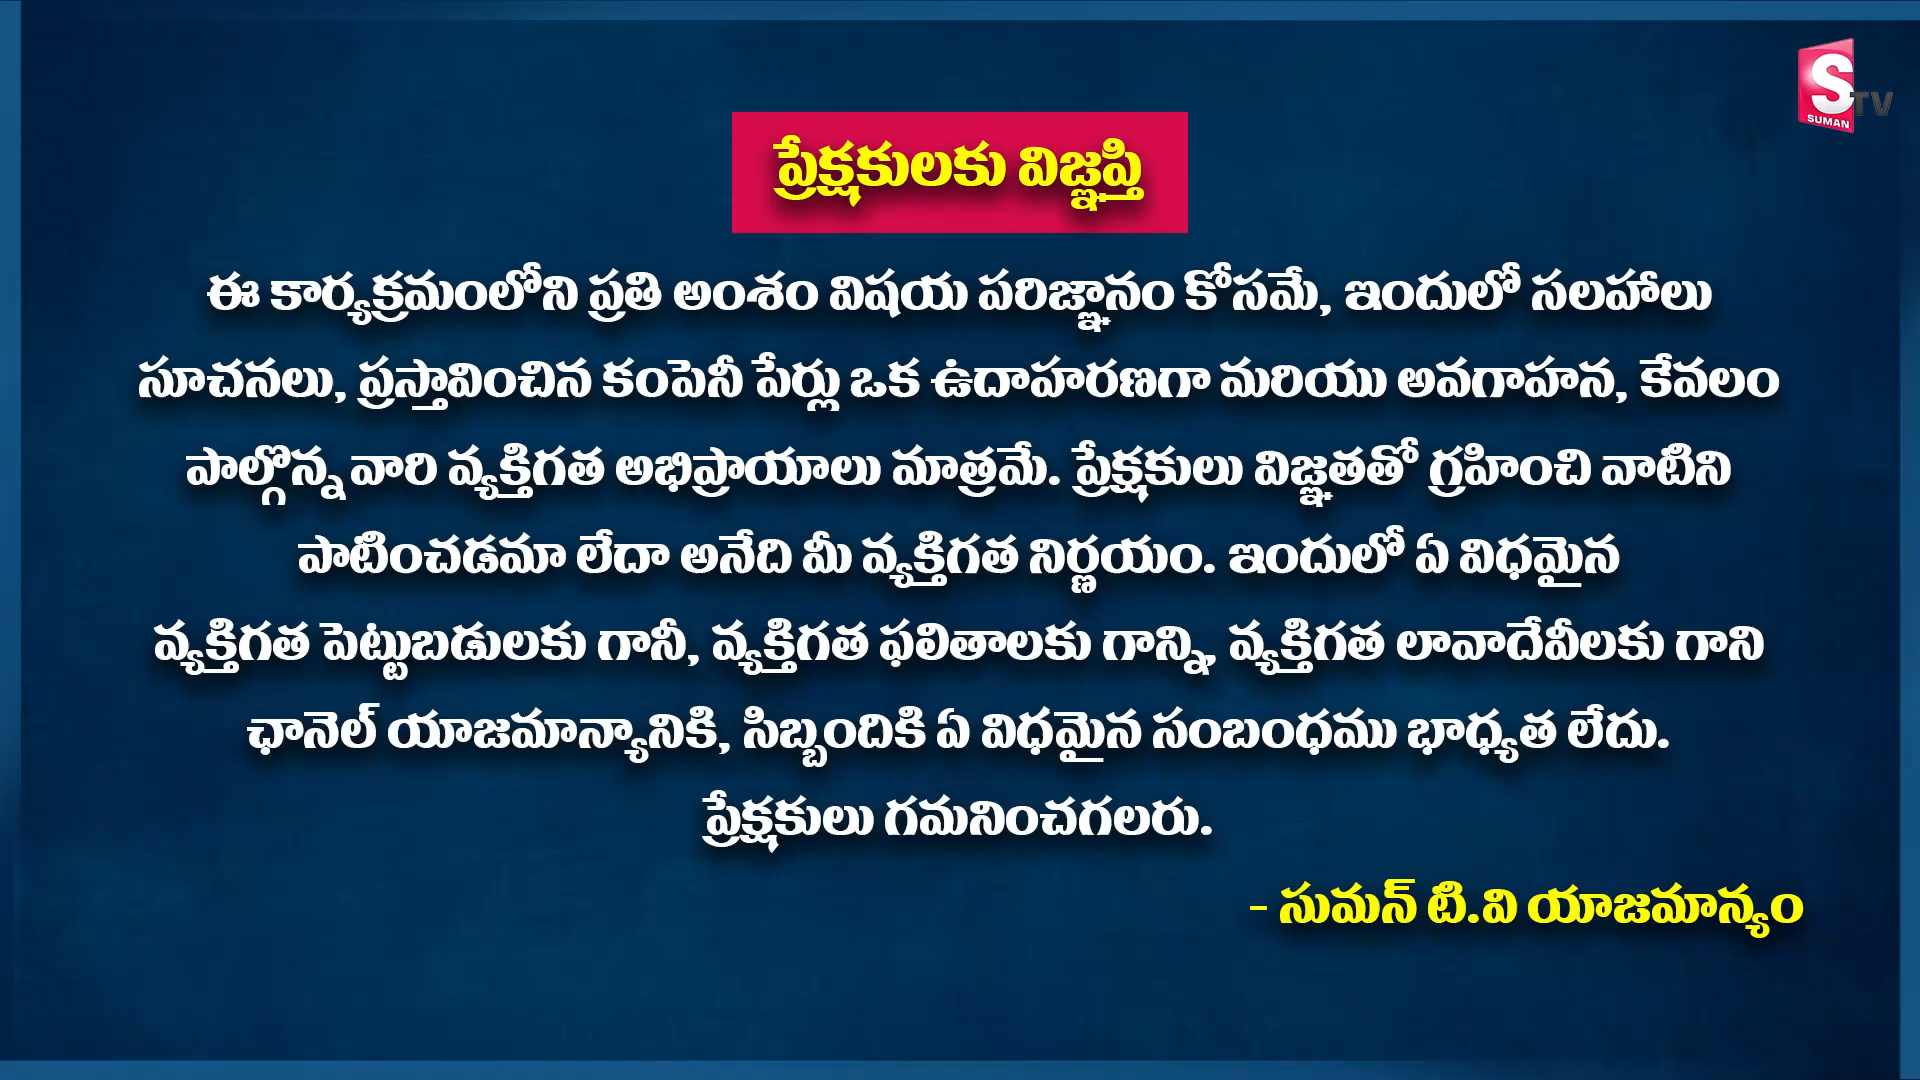 S
TV
SUMAN
ప్రేక్షకులకు విజ్ఞప్తి
ఈ కార్యక్రమంలోని ప్రతి అంశం విషయ పరిజ్ఞానం కోసమే, ఇందులో సలహాలు
సూచనలు, ప్రస్తావించిన కంపెనీ పేర్లు ఒక ఉదాహరణగా మరియు అవగాహన, కేవలం
పాల్గొన్న వారి వ్యక్తిగత అభిప్రాయాలు మాత్రమే. ప్రేక్షకులు విజ్ఞతతో గ్రహించి వాటిని
పాటించడమా లేదా అనేది మీ వ్యక్తిగత నిర్ణయం. ఇందులో ఏ విధమైన
వ్యక్తిగత పెట్టుబడులకు గానీ, వ్యక్తిగత ఫలితాలకు గాన్ని, వ్యక్తిగత లావాదేవీలకు గాని
ఛానెల్ యాజమాన్యానికి, సిబ్బందికి ఏ విధమైన సంబంధము భాధ్యత లేదు.
ప్రేక్షకులు గమనించగలరు.
- సుమన్ టి.వి యాజమాన్యం